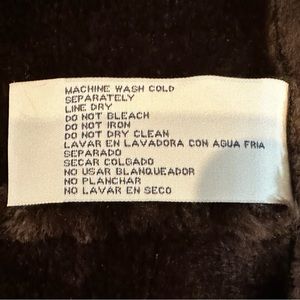 MACHINE WASH COLD
SEPARATELY
LINE DRY
DO NOT BLEACH
DO NOT IRON
DO NOT DRY CLEAN
LAVAR EN LAVADORA CON AGUA FRIA
SEPARADO
SECAR COLGADO
NO USAR BLANQUEADOR
NO PLANCHAR
NO LAVAR EN SECO